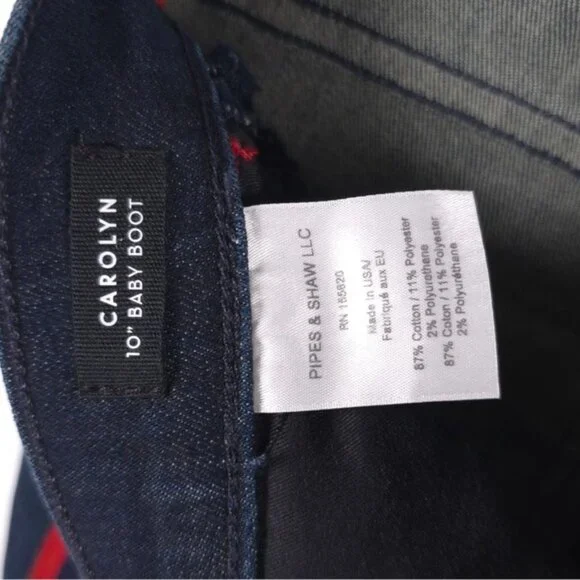 CAROLYN
10" BABY BOOT
PIPES & SHAW LLC
RN 155820
Made In USA/
Fabriqué aux EU
87% Cotton / 11% Polyester
2% Polyurethane
87% Coton / 11% Polyester
2% Polyuréthane